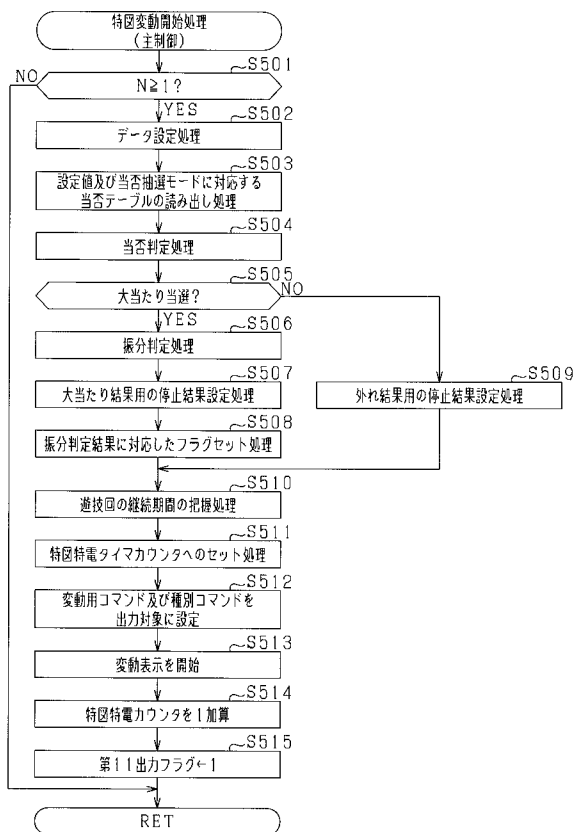 特図変動開始処理
(主制御)
S501
NO
N≧1?
YES
S502
データ設定処理
S503
設定値及び当否抽選モードに対応する
当否テーブルの読み出し処理
S504
当否判定処理
S505
大当たり当選?
NO
YES
S506
振分判定処理
S507
大当たり結果用の停止結果設定処理
S509
外れ結果用の停止結果設定処理
S508
振分判定結果に対応したフラグセット処理
S510
遊技回の継続期間の把握処理
S511
特図特電タイマカウンタへのセット処理
S512
変動用コマンド及び種別コマンドを
出力対象に設定
S513
変動表示を開始
S514
特図特電カウンタを1加算
S515
第11出力フラグ←1
RET